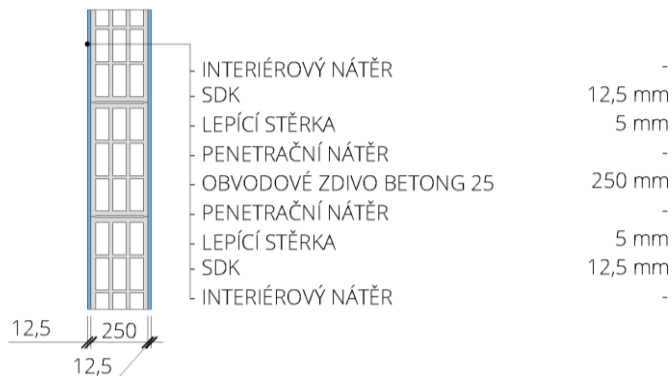 - INTERIÉROVÝ NÁTĚR -
- SDK 12,5 mm
- LEPÍCÍ STĚRKA 5 mm
- PENETRAČNÍ NÁTĚR -
- OBVODOVÉ ZDIVO BETONG 25 250 mm
- PENETRAČNÍ NÁTĚR -
- LEPÍCÍ STĚRKA 5 mm
- SDK 12,5 mm
- INTERIÉROVÝ NÁTĚR -
12,5 250
12,5